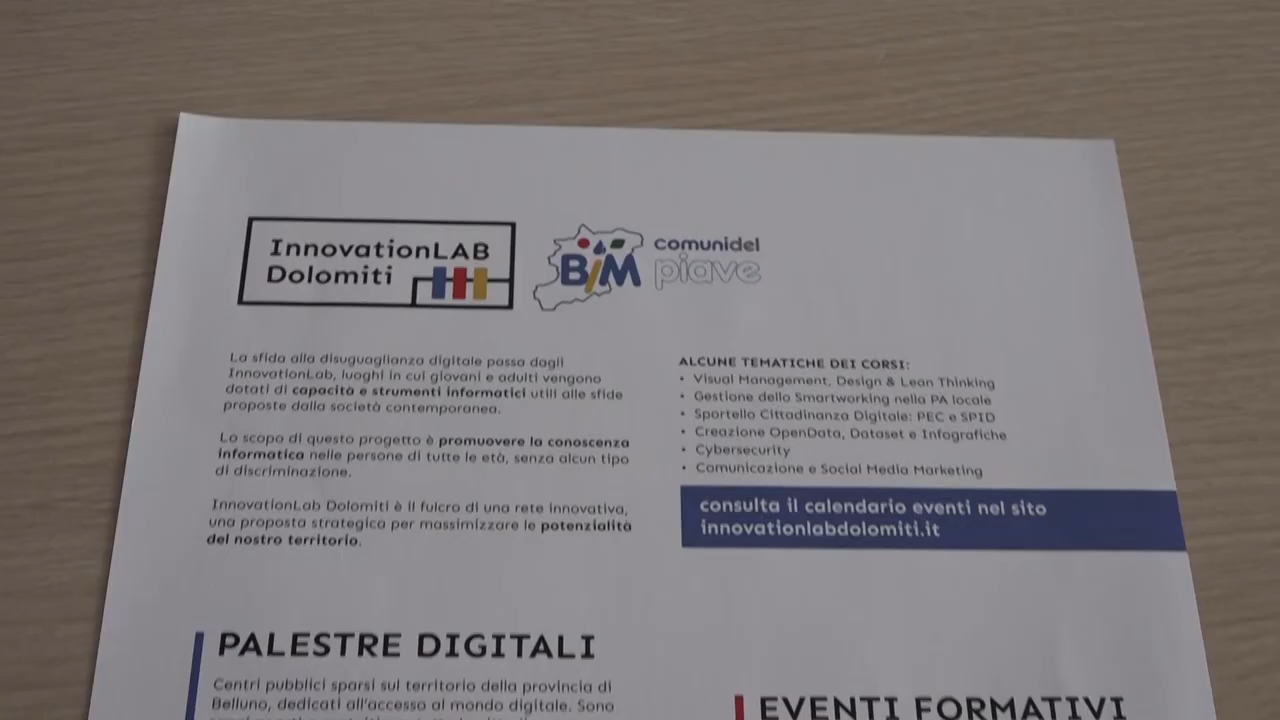 InnovationLAB
Dolomiti
BIM
comunidel
piave
La sfida alla disuguaglianza digitale passa dagli
InnovationLab, luoghi in cui giovani e adulti vengono
dotati di capacità e strumenti informatici utili alle sfide
proposte dalla società contemporanea.
Lo scopo di questo progetto è promuovere la conoscenza
informatica nelle persone di tutte le età, senza alcun tipo
di discriminazione.
InnovationLab Dolomiti è il fulcro di una rete innovativa,
una proposta strategica per massimizzare le potenzialità
del nostro territorio.
ALCUNE TEMATICHE DEI CORSI:
• Visual Management, Design & Lean Thinking
• Gestione dello Smartworking nella PA locale
• Sportello Cittadinanza Digitale: PEC e SPID
• Creazione OpenData, Dataset e Infografiche
• Cybersecurity
• Comunicazione e Social Media Marketing
consulta il calendario eventi nel sito
innovationlabdolomiti.it
PALESTRE DIGITALI
Centri pubblici sparsi sul territorio della provincia di
Belluno, dedicati all'accesso al mondo digitale. Sono
EVENTI FORMATIVI